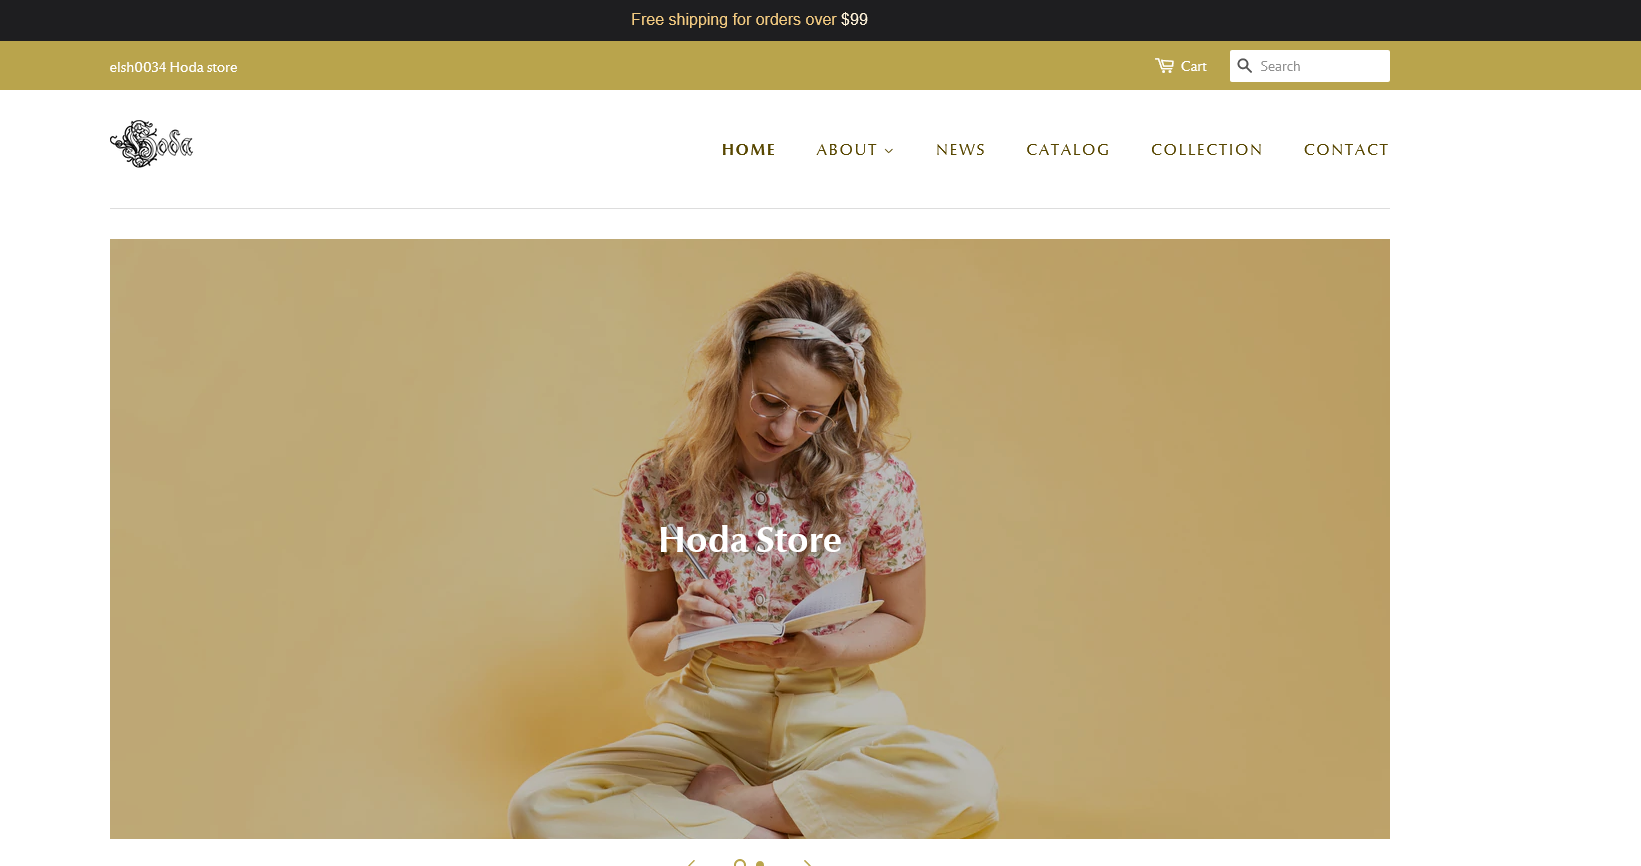 Free shipping for orders over $99
elsh0034 Hoda store
Cart
Search
Hoda
HOME
ABOUT
NEWS
CATALOG
COLLECTION
CONTACT
Hoda Store